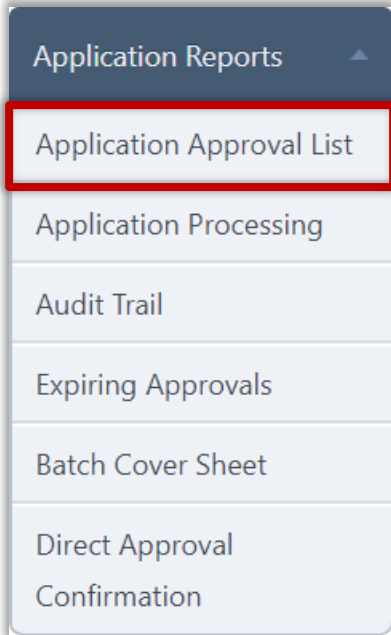 Application Reports
Application Approval List
Application Processing
Audit Trail
Expiring Approvals
Batch Cover Sheet
Direct Approval
Confirmation